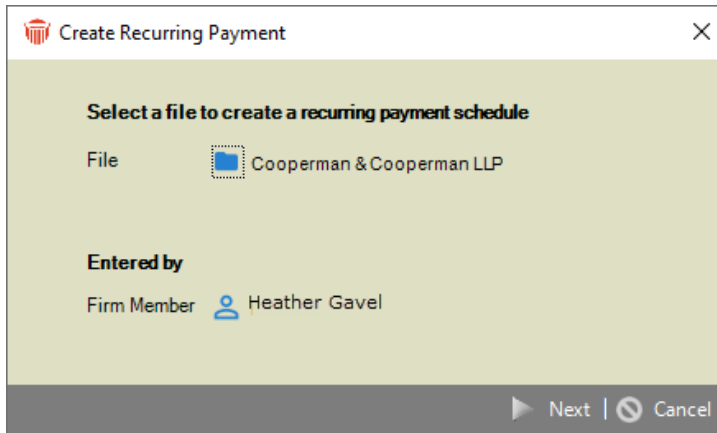 Create Recurring Payment
Select a file to create a recurring payment schedule
File Cooperman & Cooperman LLP
Entered by
Firm Member Heather Gavel
Next | Cancel